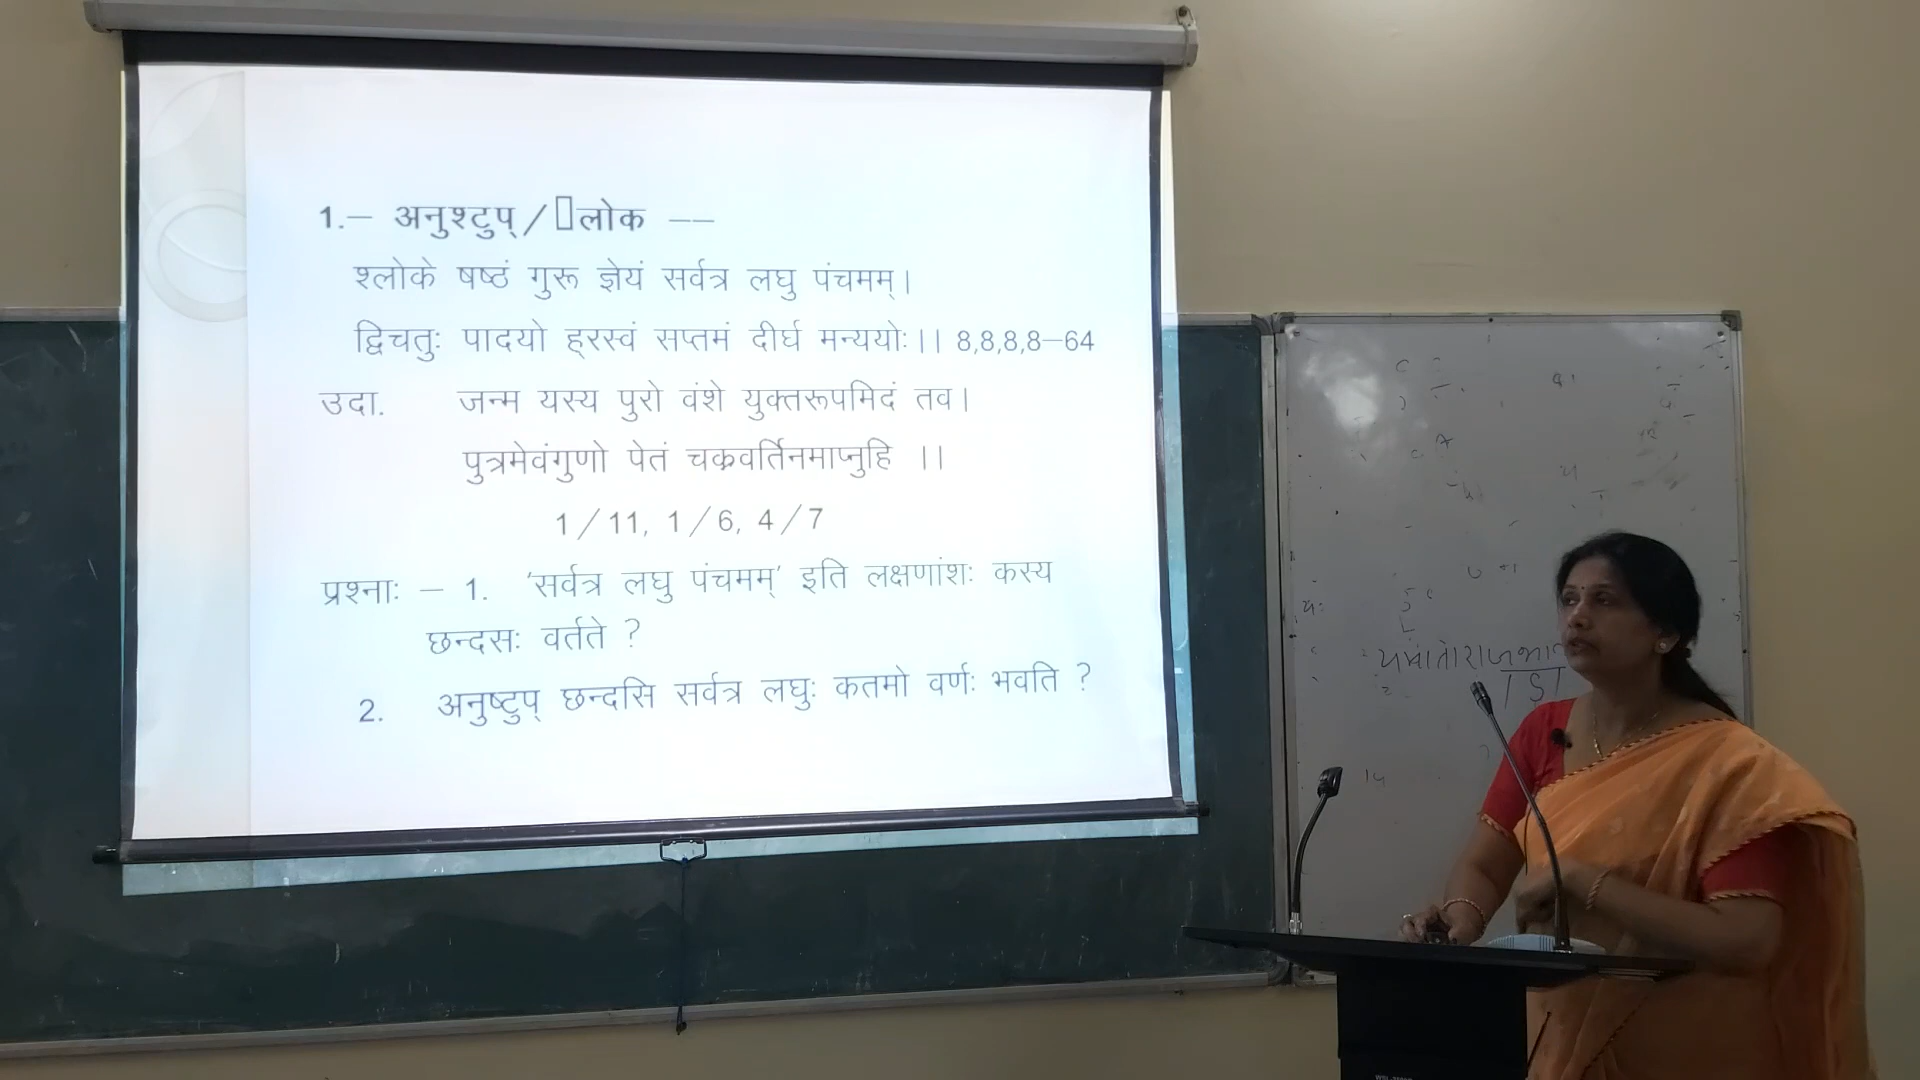 1.– अनुश्टुप्/▯लोक ––
श्लोके षष्ठं गुरू ज्ञेयं सर्वत्र लघु पंचमम्।
द्विचतुः पादयो ह्रस्वं सप्तमं दीर्घ मन्ययोः।। 8,8,8,8–64
उदा. जन्म यस्य पुरो वंशे युक्तरूपमिदं तव।
पुत्रमेवंगुणो पेतं चक्रवर्तिनमाप्नुहि ।।
1/11, 1/6, 4/7
प्रश्नाः – 1. 'सर्वत्र लघु पंचमम्' इति लक्षणांशः कस्य
छन्दसः वर्तते ?
2. अनुष्टुप् छन्दसि सर्वत्र लघुः कतमो वर्णः भवति ?
ISI